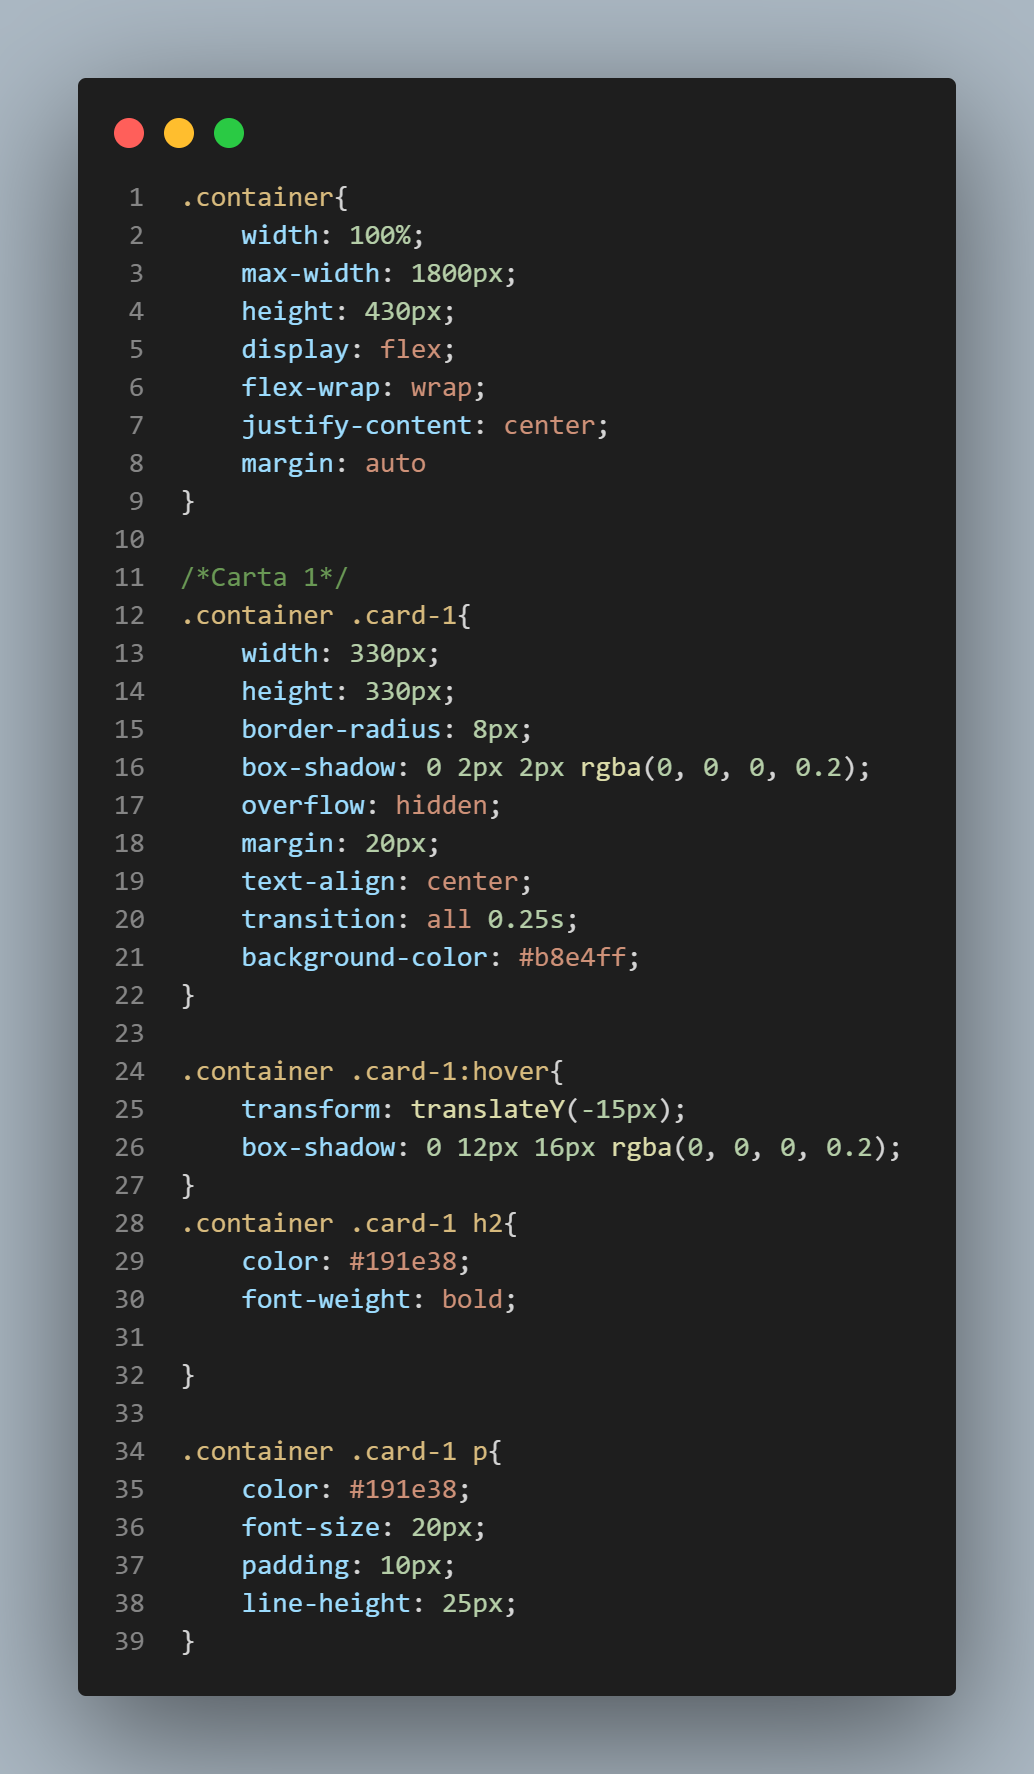 1 .container{
2     width: 100%;
3     max-width: 1800px;
4     height: 430px;
5     display: flex;
6     flex-wrap: wrap;
7     justify-content: center;
8     margin: auto
9 }
10
11 /*Carta 1*/
12 .container .card-1{
13     width: 330px;
14     height: 330px;
15     border-radius: 8px;
16     box-shadow: 0 2px 2px rgba(0, 0, 0, 0.2);
17     overflow: hidden;
18     margin: 20px;
19     text-align: center;
20     transition: all 0.25s;
21     background-color: #b8e4ff;
22 }
23
24 .container .card-1:hover{
25     transform: translateY(-15px);
26     box-shadow: 0 12px 16px rgba(0, 0, 0, 0.2);
27 }
28 .container .card-1 h2{
29     color: #191e38;
30     font-weight: bold;
31
32 }
33
34 .container .card-1 p{
35     color: #191e38;
36     font-size: 20px;
37     padding: 10px;
38     line-height: 25px;
39 }